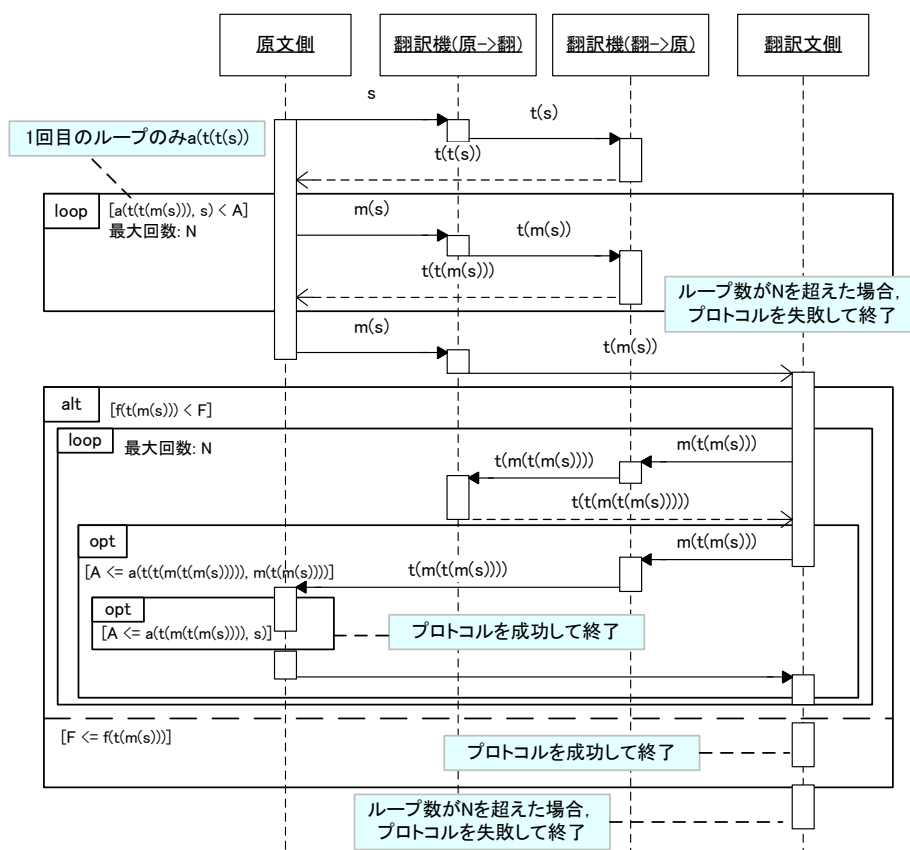 原文側
翻訳機(原->翻)
翻訳機(翻->原)
翻訳文側
s
t(s)
1回目のループのみa(t(t(s))
t(t(s))
loop
[a(t(t(m(s))), s) < A]
最大回数: N
m(s)
t(m(s))
t(t(m(s)))
ループ数がNを超えた場合,
プロトコルを失敗して終了
m(s)
t(m(s))
alt
[f(t(m(s))) < F]
loop
最大回数: N
m(t(m(s)))
t(m(t(m(s))))
t(t(m(t(m(s)))))
opt
m(t(m(s)))
[A <= a(t(t(m(t(m(s))))), m(t(m(s))))]
t(m(t(m(s))))
opt
[A <= a(t(m(t(m(s)))), s)]
プロトコルを成功して終了
[F <= f(t(m(s)))]
プロトコルを成功して終了
ループ数がNを超えた場合,
プロトコルを失敗して終了